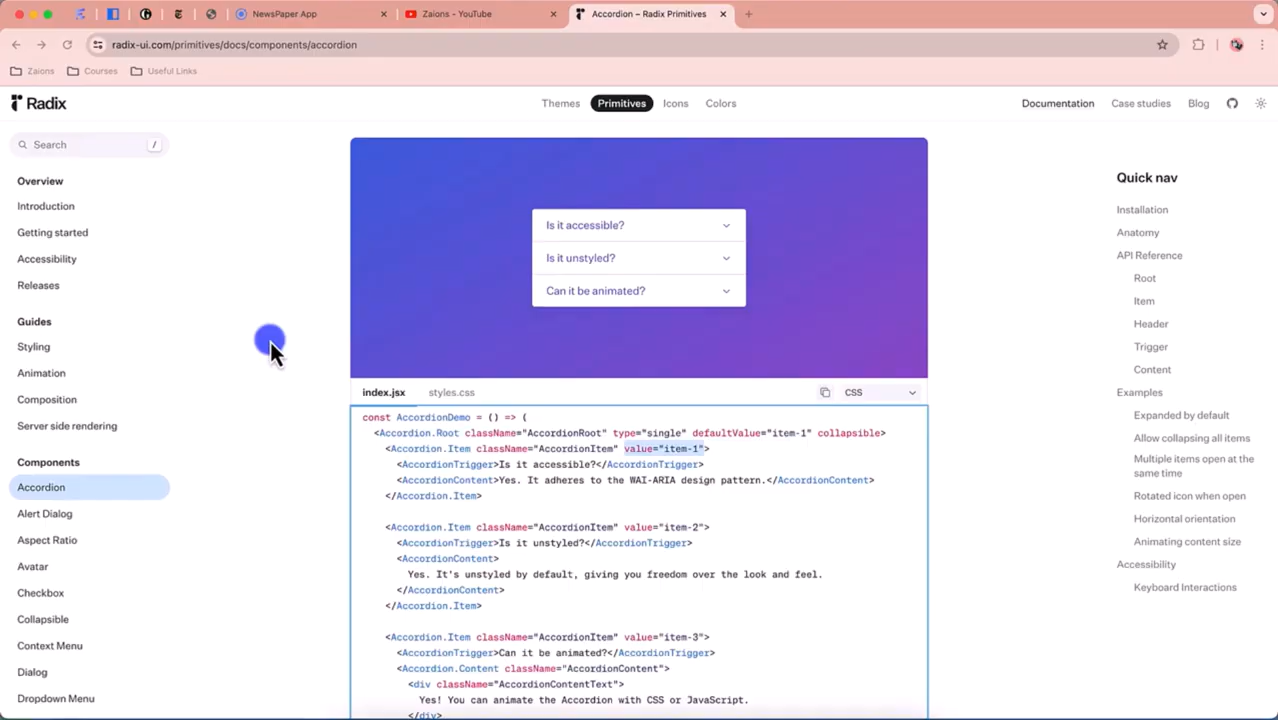 NewsPaper App
Zaions - YouTube
Accordion – Radix Primitives
radix-ui.com/primitives/docs/components/accordion
Zaions
Courses
Useful Links
Radix
Themes
Primitives
Icons
Colors
Documentation
Case studies
Blog
Search
/
Overview
Introduction
Getting started
Accessibility
Releases
Guides
Styling
Animation
Composition
Server side rendering
Components
Accordion
Alert Dialog
Aspect Ratio
Avatar
Checkbox
Collapsible
Context Menu
Dialog
Dropdown Menu
Is it accessible?
Is it unstyled?
Can it be animated?
index.jsx
styles.css
CSS
const AccordionDemo = () => (
<Accordion.Root className="AccordionRoot" type="single" defaultValue="item-1" collapsible>
<Accordion.Item className="AccordionItem" value="item-1">
<AccordionTrigger>Is it accessible?</AccordionTrigger>
<AccordionContent>Yes. It adheres to the WAI-ARIA design pattern.</AccordionContent>
</Accordion.Item>
<Accordion.Item className="AccordionItem" value="item-2">
<AccordionTrigger>Is it unstyled?</AccordionTrigger>
<AccordionContent>
Yes. It's unstyled by default, giving you freedom over the look and feel.
</AccordionContent>
</Accordion.Item>
<Accordion.Item className="AccordionItem" value="item-3">
<AccordionTrigger>Can it be animated?</AccordionTrigger>
<Accordion.Content className="AccordionContent">
<div className="AccordionContentText">
Yes! You can animate the Accordion with CSS or JavaScript.
</div>
Quick nav
Installation
Anatomy
API Reference
Root
Item
Header
Trigger
Content
Examples
Expanded by default
Allow collapsing all items
Multiple items open at the
same time
Rotated icon when open
Horizontal orientation
Animating content size
Accessibility
Keyboard Interactions